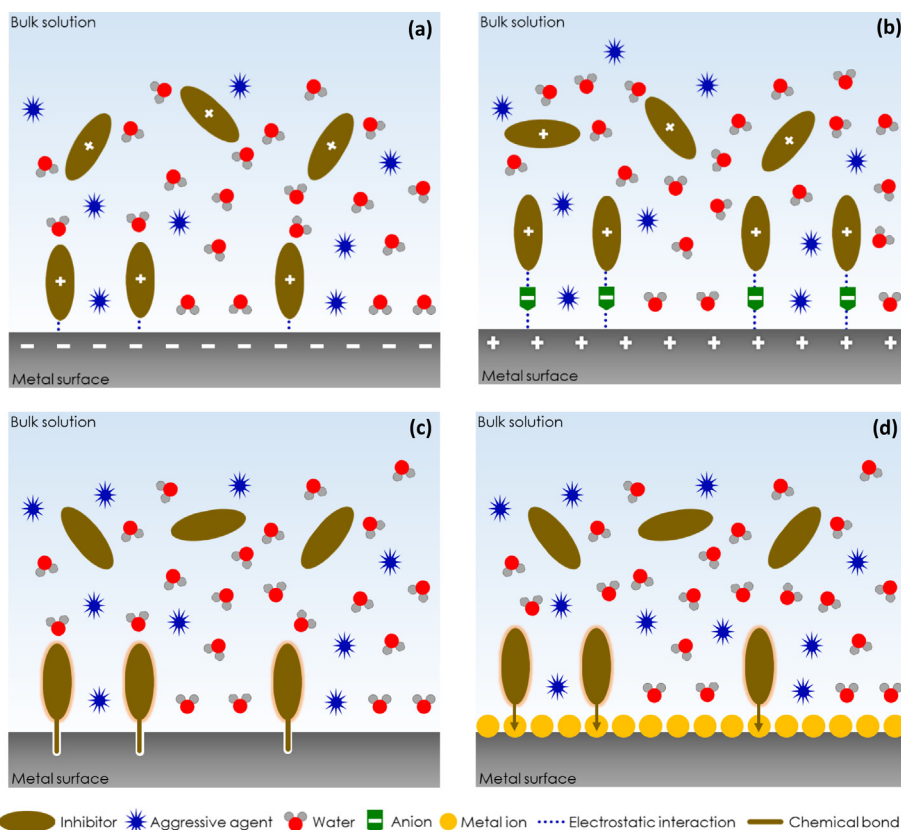 Bulk solution
(a)
Metal surface
Bulk solution
(b)
Metal surface
Bulk solution
(c)
Metal surface
Bulk solution
(d)
Metal surface
Inhibitor Aggressive agent Water Anion Metal ion Electrostatic interaction Chemical bond